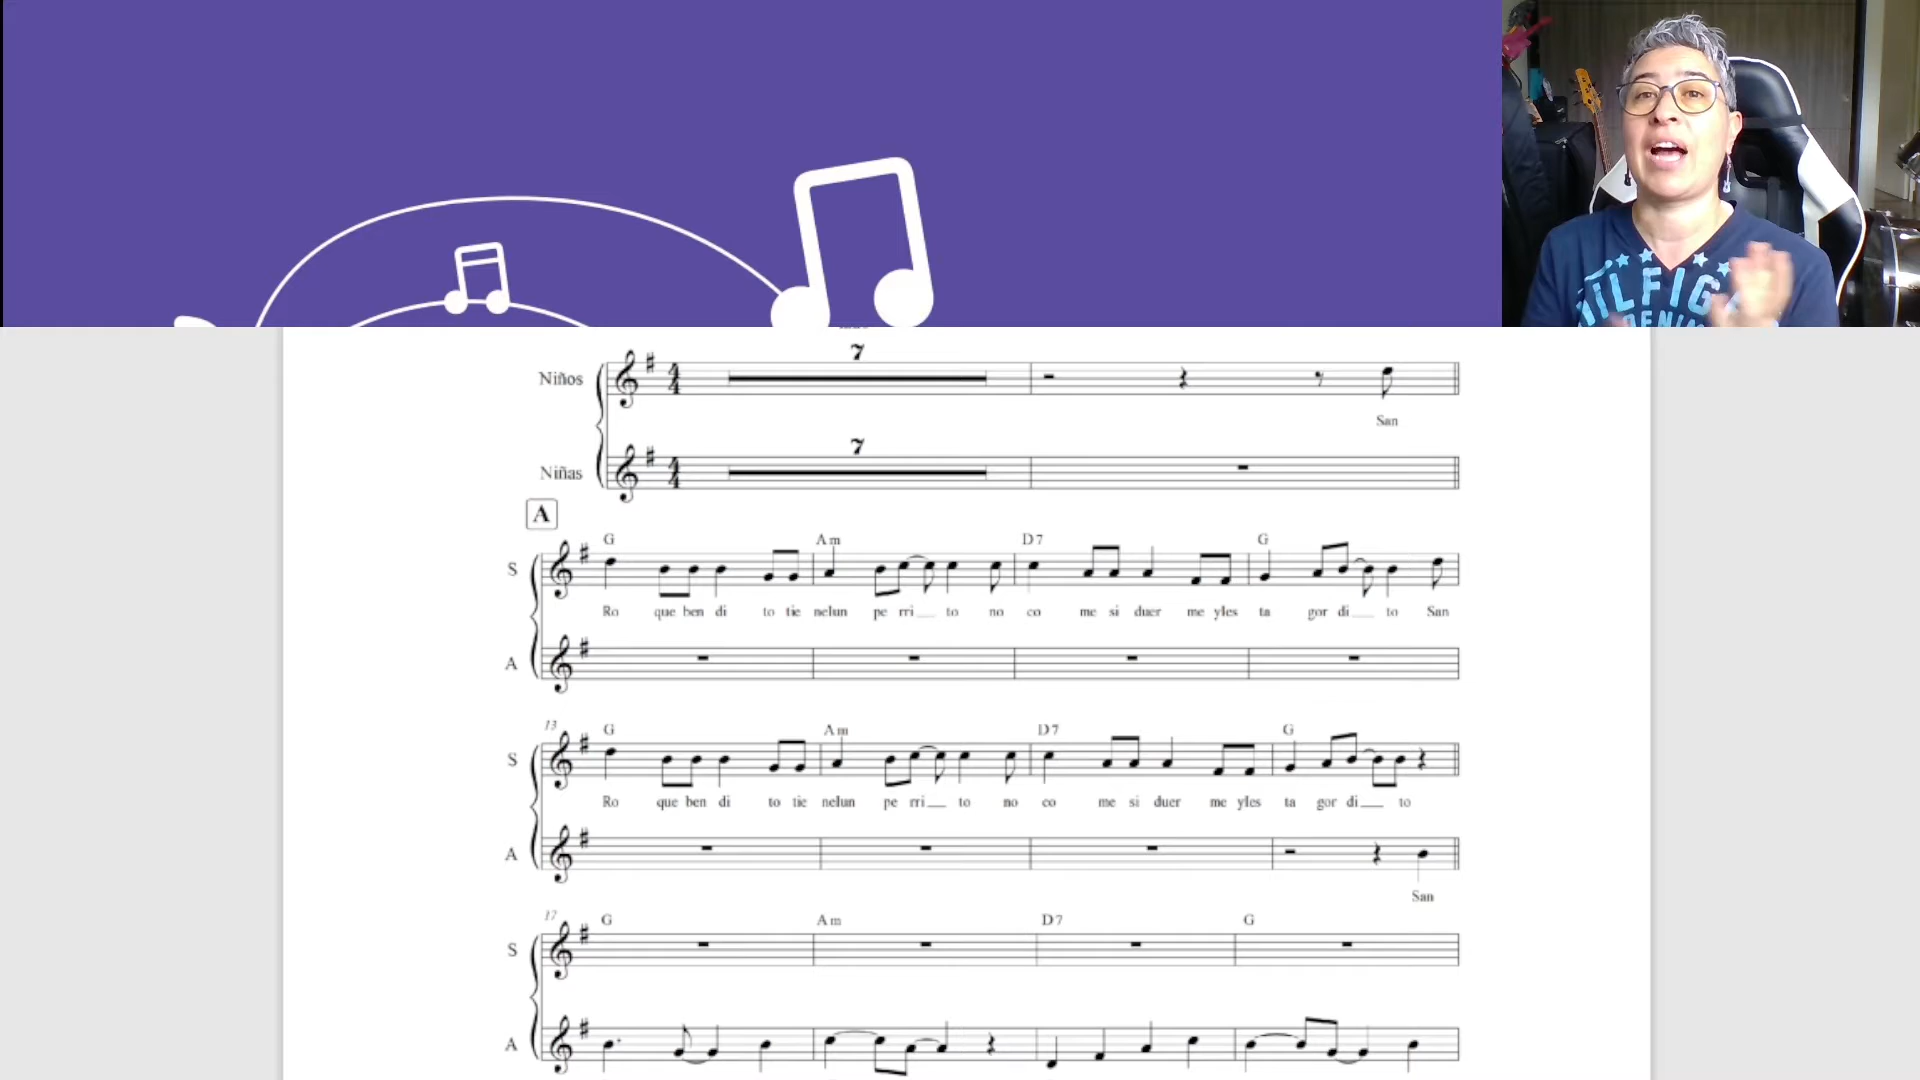 HILFIG
DENIM
7
Niños
San
7
Niñas
A
G Am D7 G
S
Ro que ben di to tie nelun pe rri to no co me si duer me yles ta gor di to San
A
13 G Am D7 G
S
Ro que ben di to tie nelun pe rri to no co me si duer me yles ta gor di to
A
San
17 G Am D7 G
S
A